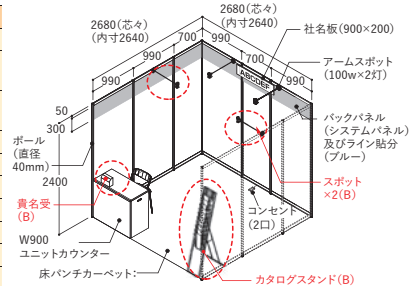 2680(芯々)
(内寸2640)
2680(芯々)
(内寸2640)
990
990
700
700
990
990
社名板(900×200)
アームスポット
(100w×2灯)
ABCDEF
バックパネル
(システムパネル)
及びライン貼分
(ブルー)
50
300
ポール
(直径
40mm)
2400
貴名受
(B)
スポット
×2(B)
コンセント
(2口)
W900
ユニットカウンター
床パンチカーペット:
カタログスタンド(B)